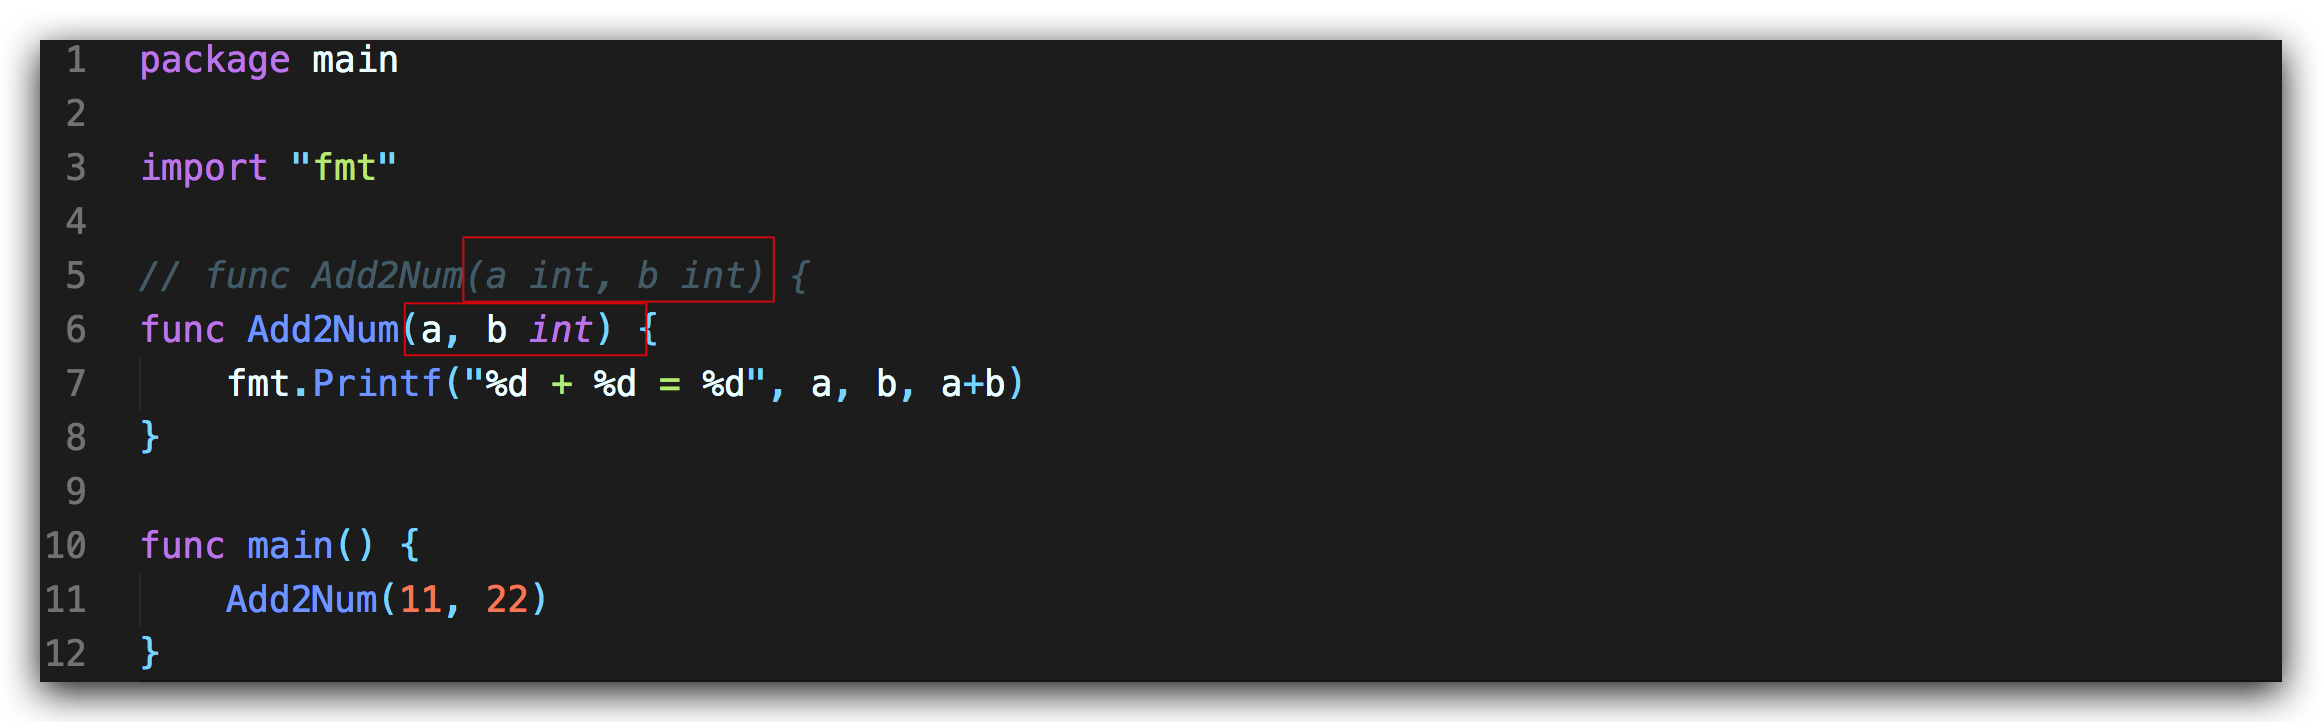 1 package main
2
3 import "fmt"
4
5 // func Add2Num(a int, b int) {
6 func Add2Num(a, b int) {
7     fmt.Printf("%d + %d = %d", a, b, a+b)
8 }
9
10 func main() {
11     Add2Num(11, 22)
12 }